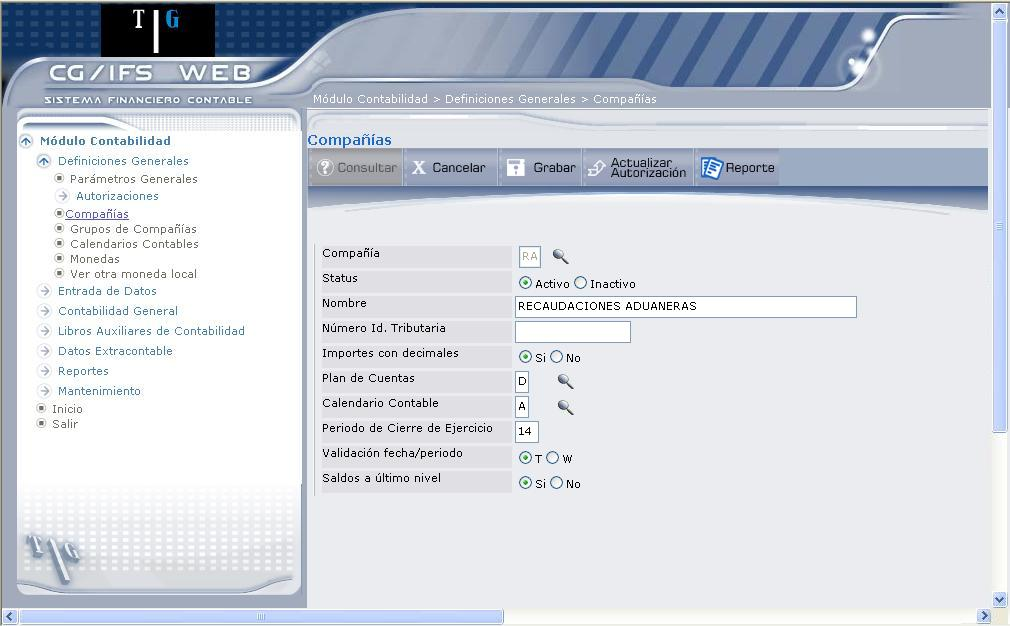 T G
CG/IFS WEB
SISTEMA FINANCIERO CONTABLE
Módulo Contabilidad > Definiciones Generales > Compañías
Módulo Contabilidad
Definiciones Generales
Parámetros Generales
Autorizaciones
Compañías
Grupos de Compañías
Calendarios Contables
Monedas
Ver otra moneda local
Entrada de Datos
Contabilidad General
Libros Auxiliares de Contabilidad
Datos Extracontable
Reportes
Mantenimiento
Inicio
Salir
TG
Compañías
? Consultar X Cancelar Grabar Actualizar Autorización Reporte
Compañía RA
Status Activo Inactivo
Nombre RECAUDACIONES ADUANERAS
Número Id. Tributaria
Importes con decimales Si No
Plan de Cuentas D
Calendario Contable A
Periodo de Cierre de Ejercicio 14
Validación fecha/periodo T W
Saldos a último nivel Si No